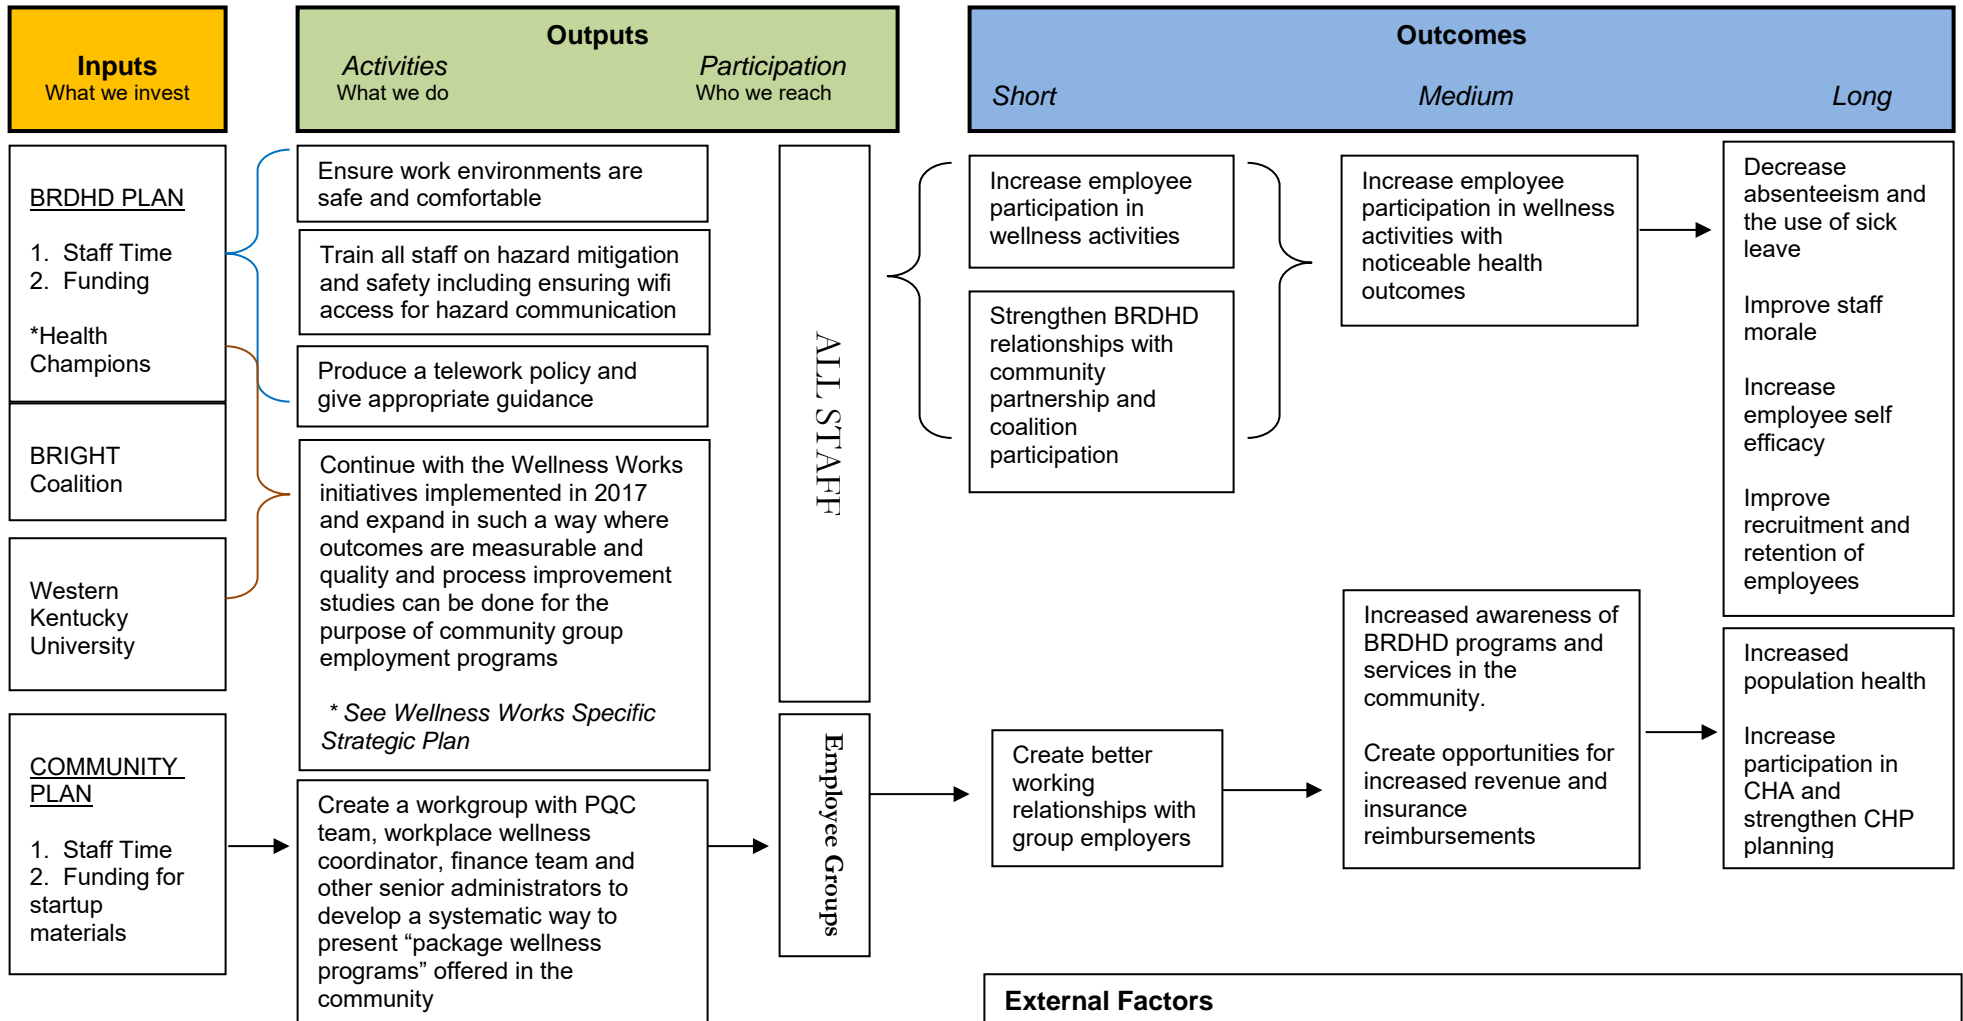 Inputs
What we invest
Outputs
Activities
Participation
What we do
Who we reach
Outcomes
Short
Medium
Long
BRDHD PLAN
1. Staff Time
2. Funding
*Health
Champions
BRIGHT
Coalition
Western
Kentucky
University
COMMUNITY
PLAN
1. Staff Time
2. Funding for
startup
materials
Ensure work environments are
safe and comfortable
Train all staff on hazard mitigation
and safety including ensuring wifi
access for hazard communication
Produce a telework policy and
give appropriate guidance
Continue with the Wellness Works
initiatives implemented in 2017
and expand in such a way where
outcomes are measurable and
quality and process improvement
studies can be done for the
purpose of community group
employment programs
* See Wellness Works Specific
Strategic Plan
Create a workgroup with PQC
team, workplace wellness
coordinator, finance team and
other senior administrators to
develop a systematic way to
present “package wellness
programs” offered in the
community
ALL STAFF
Employee Groups
Increase employee
participation in
wellness activities
Strengthen BRDHD
relationships with
community
partnership and
coalition
participation
Create better
working
relationships with
group employers
Increase employee
participation in wellness
activities with
noticeable health
outcomes
Increased awareness of
BRDHD programs and
services in the
community.
Create opportunities for
increased revenue and
insurance
reimbursements
Decrease
absenteeism and
the use of sick
leave
Improve staff
morale
Increase
employee self
efficacy
Improve
recruitment and
retention of
employees
Increased
population health
Increase
participation in
CHA and
strengthen CHP
planning
External Factors